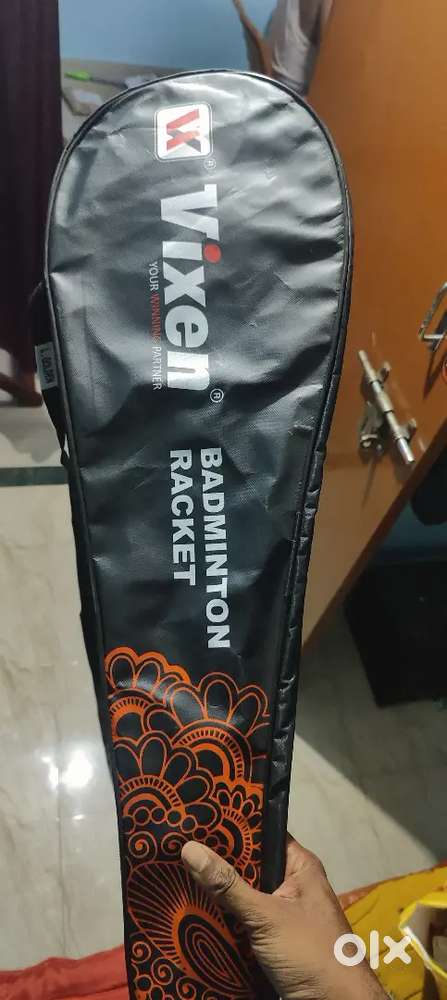 VX®
Vixen®
YOUR WINNING PARTNER
BADMINTON
RACKET
olx